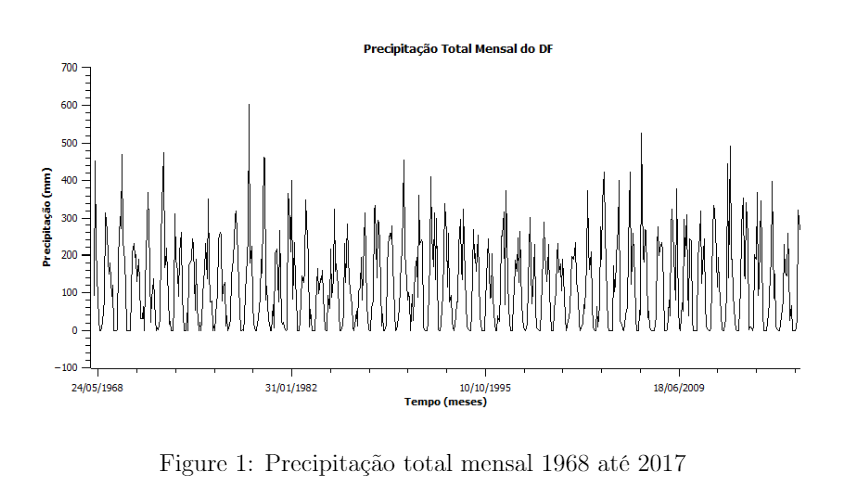 Precipitação Total Mensal do DF
700
600
500
400
300
200
100
0
−100
Precipitação (mm)
24/05/1968 31/01/1982 10/10/1995 18/06/2009
Tempo (meses)
Figure 1: Precipitação total mensal 1968 até 2017